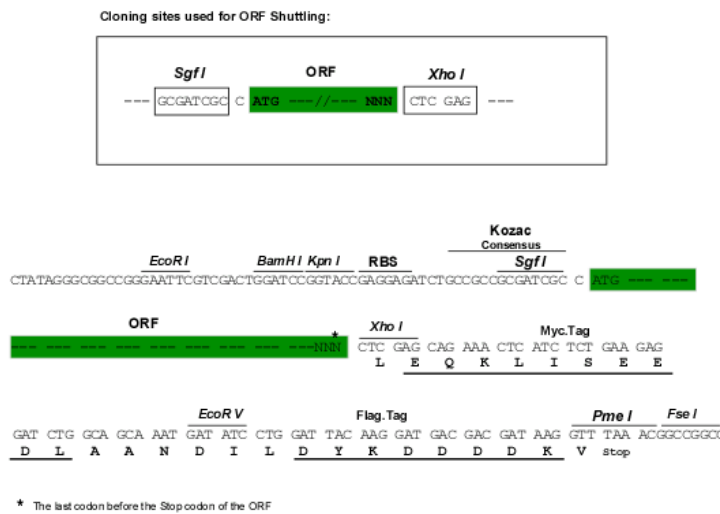 Cloning sites used for ORF Shuttling:
Sgf I ORF Xho I
--- GCGATCGC C ATG ---//--- NNN CTC GAG ---
Kozac
Consensus
EcoR I BamH I Kpn I RBS Sgf I
CTATAGGGCGGCCGGGAATTCGTCGACTGGATCCGGTACCGAGGAGATCTGCCGCCGCGATCGC C ATG --- --- ---
ORF
Xho I Myc.Tag
--- --- --- --- --- --- --- --- --- --- ---NNN* CTC GAG CAG AAA CTC ATC TCT GAA GAG
L E Q K L I S E E
EcoR V Flag.Tag Pme I Fse I
GAT CTG GCA GCA AAT GAT ATC CTG GAT TAC AAG GAT GAC GAC GAT AAG GTT TAA ACGGCCGGCC
D L A A N D I L D Y K D D D D K V Stop
* The last codon before the Stop codon of the ORF